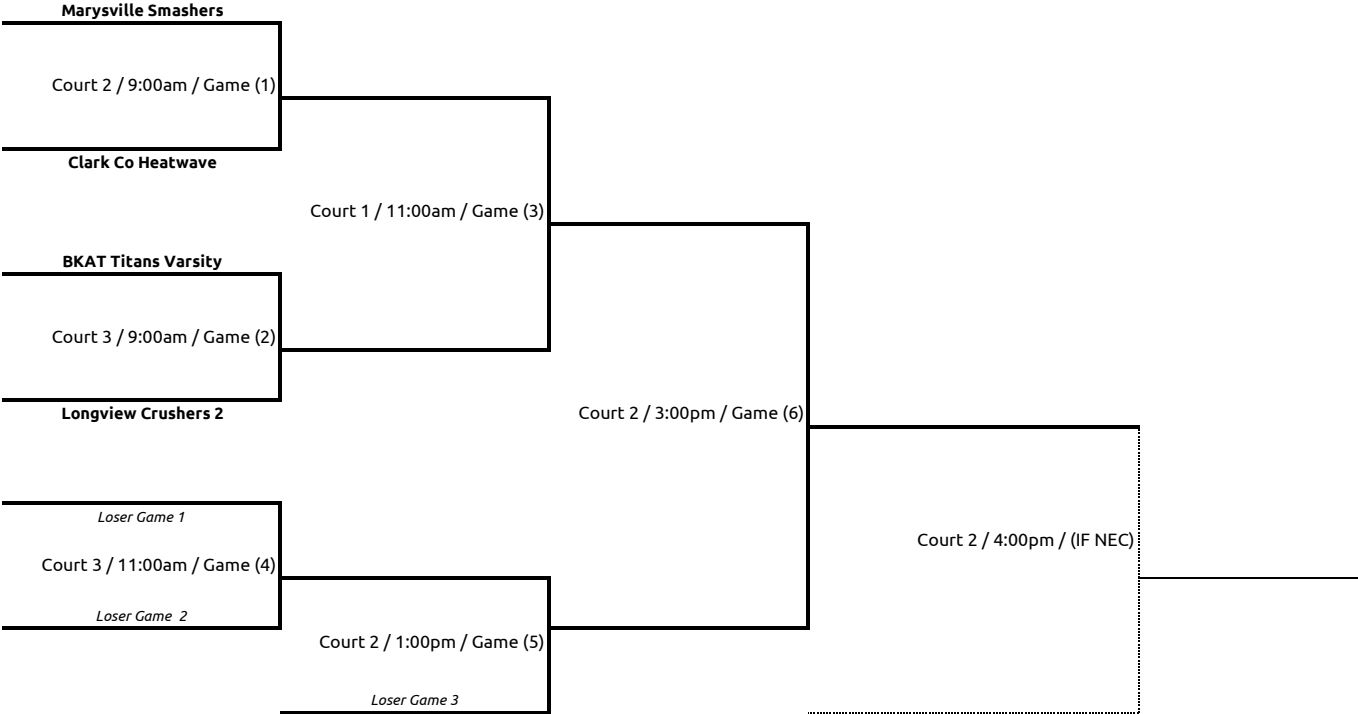 Marysville Smashers
Court 2 / 9:00am / Game (1)
Clark Co Heatwave
Court 1 / 11:00am / Game (3)
BKAT Titans Varsity
Court 3 / 9:00am / Game (2)
Longview Crushers 2
Court 2 / 3:00pm / Game (6)
Loser Game 1
Court 2 / 4:00pm / (IF NEC)
Court 3 / 11:00am / Game (4)
Loser Game 2
Court 2 / 1:00pm / Game (5)
Loser Game 3